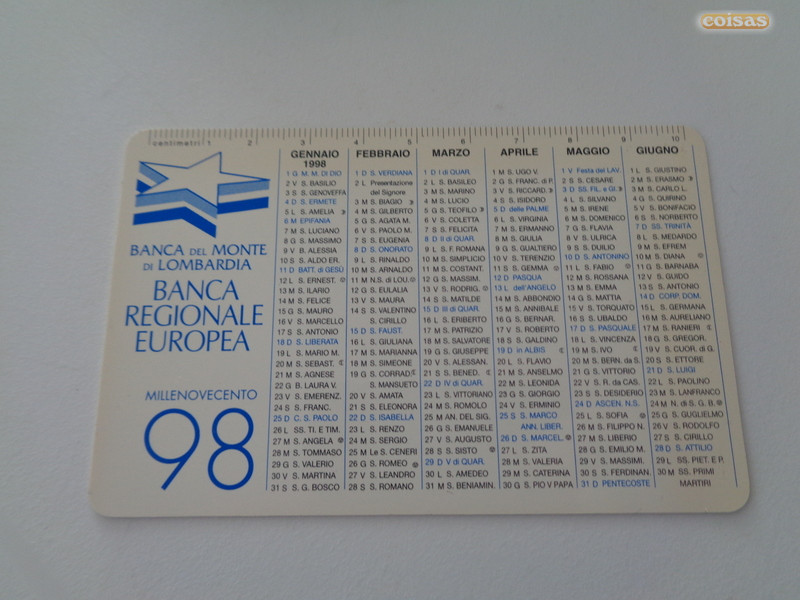 coisas
centimetri 1 2 3 4 5 6 7 8 9 10
BANCA DEL MONTE
DI LOMBARDIA
BANCA
REGIONALE
EUROPEA
MILLENOVECENTO
98
GENNAIO
1998
1 G M. M. DI DIO
2 V S. BASILIO
3 S S. GENOVEFFA
4 D S. ERMETE
5 L S. AMELIA
6 M EPIFANIA
7 M S. LUCIANO
8 G S. MASSIMO
9 V B. ALESSIA
10 S S. ALDO ER.
11 D BATT. di GESÙ
12 L S. ERNEST.
13 M S. ILARIO
14 M S. FELICE
15 G S. MAURO
16 V S. MARCELLO
17 S S. ANTONIO
18 D S. LIBERATA
19 L S. MARIO M.
20 M S. SEBAST.
21 M S. AGNESE
22 G B. LAURA V.
23 V S. EMERENZ.
24 S S. FRANC.
25 D C. S. PAOLO
26 L SS. TI. E TIM.
27 M S. ANGELA
28 M S. TOMMASO
29 G S. VALERIO
30 V S. MARTINA
31 S S. G. BOSCO
FEBBRAIO
1 D S. VERDIANA
2 L Presentazione
del Signore
3 M S. BIAGIO
4 M S. GILBERTO
5 G S. AGATA M.
6 V S. PAOLO M.
7 S S. EUGENIA
8 D S. ONORATO
9 L S. RINALDO
10 M S. ARNALDO
11 M N.S. di LOU.
12 G S. EULALIA
13 V S. MAURA
14 S S. VALENTINO
S. CIRILLO
15 D S. FAUST.
16 L S. GIULIANA
17 M S. MARIANNA
18 M S. SIMEONE
19 G S. CORRAD.
S. MANSUETO
20 V S. AMATA
21 S S. ELEONORA
22 D S. ISABELLA
23 L S. RENZO
24 M S. SERGIO
25 M Le S. CENERI
26 G S. ROMEO
27 V S. LEANDRO
28 S S. ROMANO
MARZO
1 D I di QUAR.
2 L S. BASILEO
3 M S. MARINO
4 M S. LUCIO
5 G S. TEOFILO
6 V S. COLETTA
7 S S. FELICITA
8 D II di QUAR.
9 L S. FRANC. R.
10 M S. SIMPLICIO
11 M S. COSTANT.
12 G S. MASSIM.
13 V S. RODRIG.
14 S S. MATILDE
15 D III di QUAR.
16 L S. ERIBERTO
17 M S. PATRIZIO
18 M S. SALVATORE
19 G S. GIUSEPPE
20 V S. ALESSAN.
21 S S. BENED.
22 D IV di QUAR.
23 L S. VITTORIANO
24 M S. ROMOLO
25 M AN. DEL SIG.
26 G S. EMANUELE
27 V S. AUGUSTO
28 S S. SISTO
29 D V di QUAR.
30 L S. AMEDEO
31 M S. BENIAMIN.
APRILE
1 M S. UGO V.
2 G S. FRANC. di P.
3 V S. RICCARD.
4 S S. ISIDORO
5 D delle PALME
6 L S. VIRGINIA
7 M S. ERMANNO
8 M S. GIULIA
9 G S. GUALTERO
10 V S. TERENZIO
11 S S. GEMMA
12 D PASQUA
13 L dell'ANGELO
14 M S. ABBONDIO
15 M S. ANNIBALE
16 G S. BERNAR.
17 V S. ROBERTO
18 S S. GALDINO
19 D in ALBIS
20 L S. FLAVIO
21 M S. ANSELMO
22 M S. LEONIDA
23 G S. GIORGIO
24 V S. ERMINIO
25 S S. MARCO
ANN. LIBER.
26 D S. MARCEL.
27 L S. ZITA
28 M S. VALERIA
29 M S. CATERINA
30 G S. PIO V PAPA
MAGGIO
1 V Festa del LAV.
2 S S. CESARE
3 D SS. FIL. e GI.
4 L S. SILVANO
5 M S. IRENE
6 M S. DOMENICO
7 G S. FLAVIA
8 V S. ULRICA
9 S S. DUILIO
10 D S. ANTONINO
11 L S. FABIO
12 M S. ROSSANA
13 M S. EMMA
14 G S. MATTIA
15 V S. TORQUATO
16 S S. UBALDO
17 D S. PASQUALE
18 L S. VINCENZA
19 M S. IVO
20 M S. BERN. da S.
21 G S. VITTORIO
22 V S. R. da CAS.
23 S S. DESIDERIO
24 D ASCEN. N.S.
25 L S. SOFIA
26 M S. FILIPPO N.
27 M S. LIBERIO
28 G S. EMILIO M.
29 V S. MASSIMI.
30 S S. FERDINAN.
31 D PENTECOSTE
GIUGNO
1 L S. GIUSTINO
2 M S. ERASMO
3 M S. CARLO L.
4 G S. QUIRINO
5 V S. BONIFACIO
6 S S. NORBERTO
7 D SS. TRINITÀ
8 L S. MEDARDO
9 M S. EFREM
10 M S. DIANA
11 G S. BARNABA
12 V S. GUIDO
13 S S. ANTONIO
14 D CORP. DOM.
15 L S. GERMANA
16 M S. AURELIANO
17 M S. RANIERI
18 G S. GREGOR.
19 V S. CUOR. di G.
20 S S. ETTORE
21 D S. LUIGI
22 L S. PAOLINO
23 M S. LANFRANCO
24 M N. di S. G. B.
25 G S. GUGLIELMO
26 V S. RODOLFO
27 S S. CIRILLO
28 D S. ATTILIO
29 L SS. PIET. E P.
30 M SS. PRIMI
MARTIRI